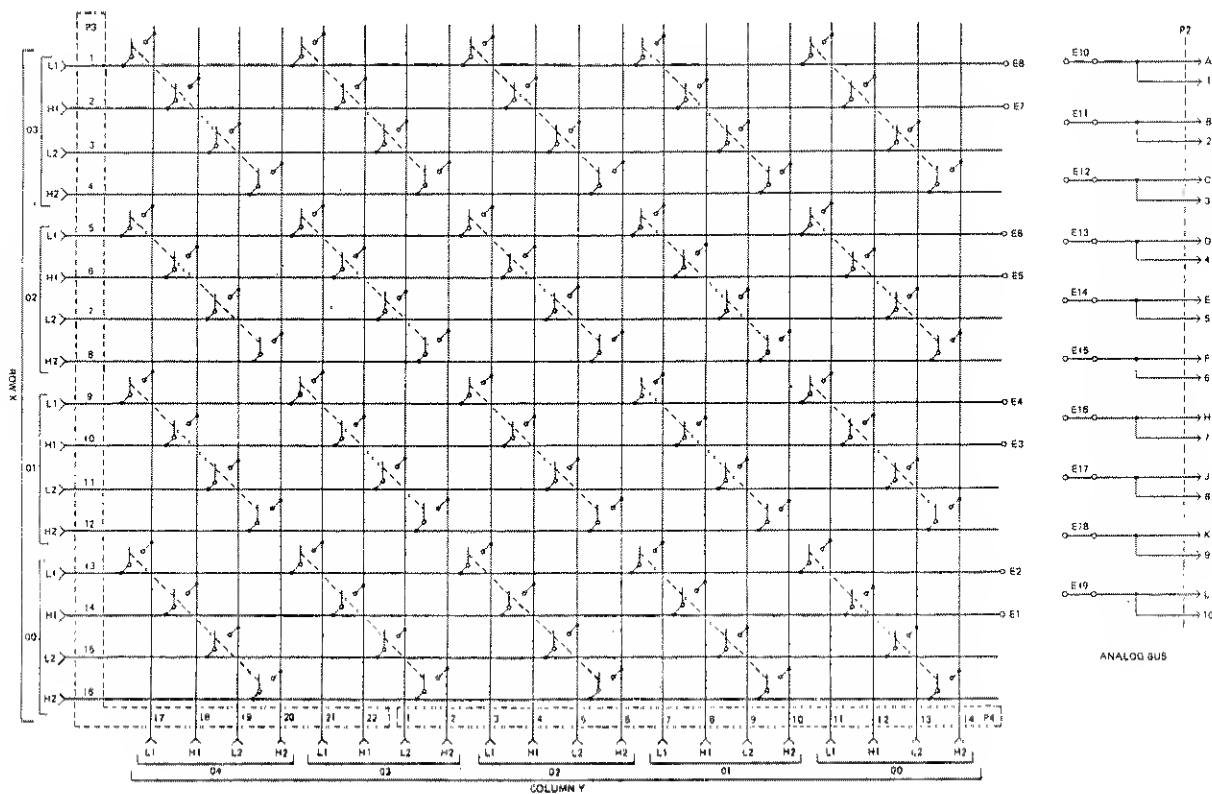 P3
P2
L1 1 E8
H1 2 E7
L2 3
H2 4
03
L1 5 E6
H1 6 E5
L2 7
H2 8
02
L1 9 E4
H1 10 E3
L2 11
H2 12
01
L1 13 E2
H1 14 E1
L2 15
H2 16
00
ROW X
17 18 19 20 21 22 1 2 3 4 5 6 7 8 9 10 11 12 13 14 P4
L1 H1 L2 H2 L1 H1 L2 H2 L1 H1 L2 H2 L1 H1 L2 H2 L1 H1 L2 H2
04 03 02 01 00
COLUMN Y
E10 A
1
E11 B
2
E12 C
3
E13 D
4
E14 E
5
E15 F
6
E16 H
7
E17 J
8
E18 K
9
E19 L
10
ANALOG BUS